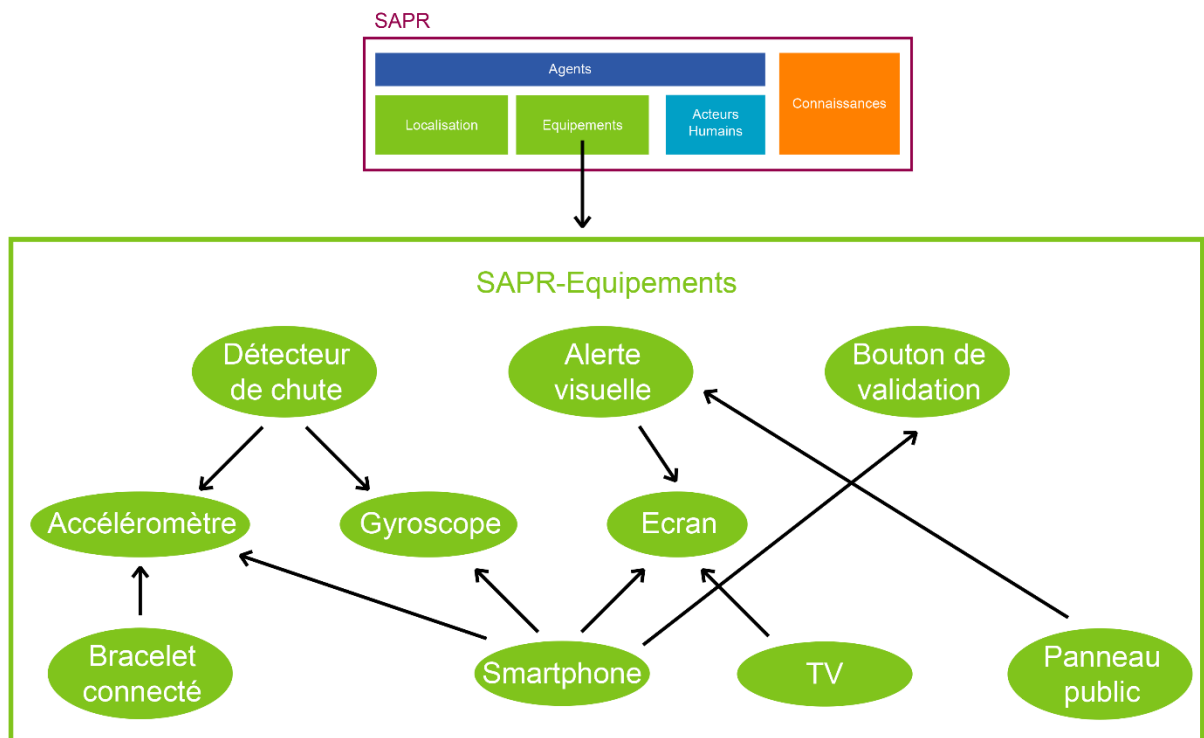 SAPR
Agents
Localisation
Equipements
Acteurs
Humains
Connaissances
SAPR-Equipements
Détecteur
de chute
Alerte
visuelle
Bouton de
validation
Accéléromètre
Gyroscope
Ecran
Bracelet
connecté
Smartphone
TV
Panneau
public